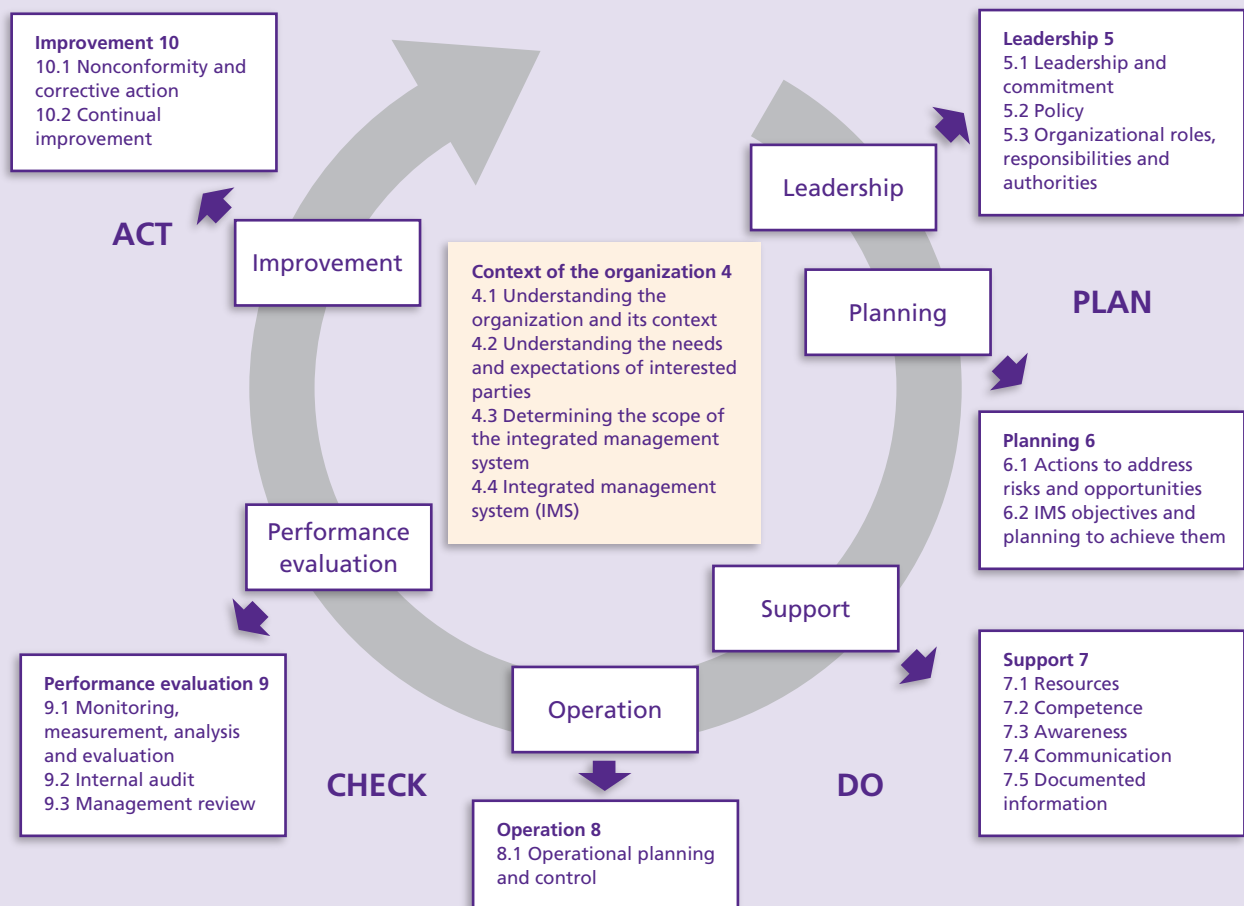 Improvement 10
10.1 Nonconformity and
corrective action
10.2 Continual
improvement
Leadership 5
5.1 Leadership and
commitment
5.2 Policy
5.3 Organizational roles,
responsibilities and
authorities
Leadership
ACT
Improvement
Context of the organization 4
4.1 Understanding the
organization and its context
4.2 Understanding the needs
and expectations of interested
parties
4.3 Determining the scope of
the integrated management
system
4.4 Integrated management
system (IMS)
Planning
PLAN
Planning 6
6.1 Actions to address
risks and opportunities
6.2 IMS objectives and
planning to achieve them
Performance
evaluation
Support
Support 7
7.1 Resources
7.2 Competence
7.3 Awareness
7.4 Communication
7.5 Documented
information
Performance evaluation 9
9.1 Monitoring,
measurement, analysis
and evaluation
9.2 Internal audit
9.3 Management review
Operation
CHECK
DO
Operation 8
8.1 Operational planning
and control